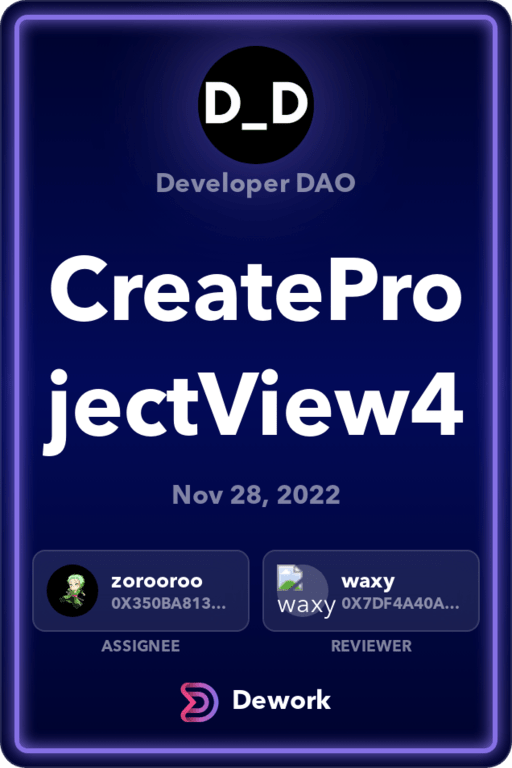 D_D
Developer DAO
CreatePro
jectView4
Nov 28, 2022
zorooroo
0X350BA813...
ASSIGNEE
waxy
waxy
0X7DF4A40A...
REVIEWER
Dework